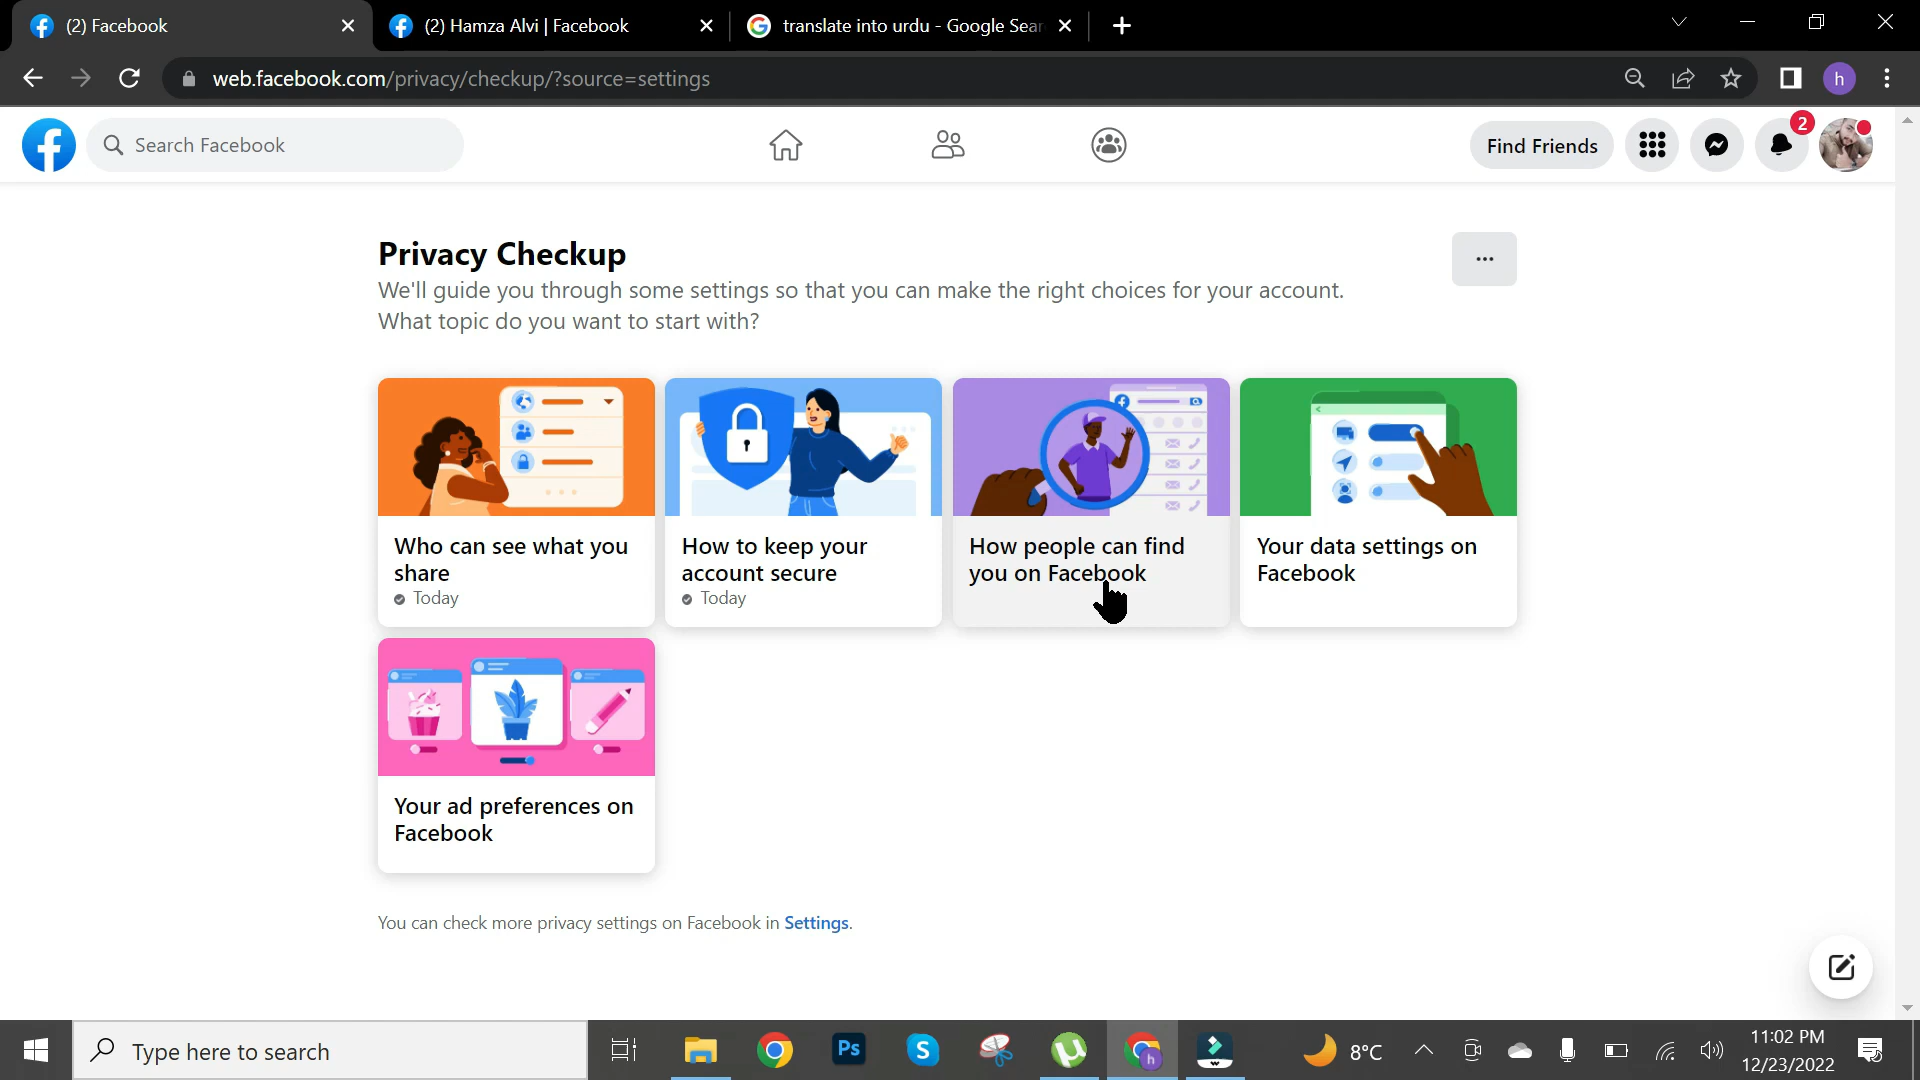 (2) Facebook
(2) Hamza Alvi | Facebook
translate into urdu - Google Sear
web.facebook.com/privacy/checkup/?source=settings
h
Search Facebook
Find Friends
2
Privacy Checkup
We'll guide you through some settings so that you can make the right choices for your account.
What topic do you want to start with?
Who can see what you
share
Today
How to keep your
account secure
Today
How people can find
you on Facebook
Your data settings on
Facebook
Your ad preferences on
Facebook
You can check more privacy settings on Facebook in Settings.
Type here to search
Ps
S
h
8°C
11:02 PM
12/23/2022